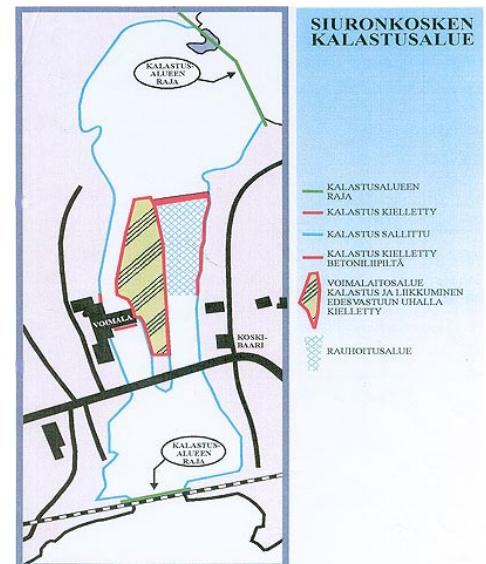 SIURONKOSKEN
KALASTUSALUE
KALASTUS-
ALUEEN
RAJA
KALASTUSALUEEN
RAJA
KALASTUS KIELLETTY
KALASTUS SALLITTU
KALASTUS KIELLETTY
BETONILIIPILTÄ
VOIMALAITOSALUE
KALASTUS JA LIIKKUMINEN
EDESVASTUUN UHALLA
KIELLETTY
RAUHOITUSALUE
VOIMALA
KOSKI-
BAARI
KALASTUS-
ALUEEN
RAJA